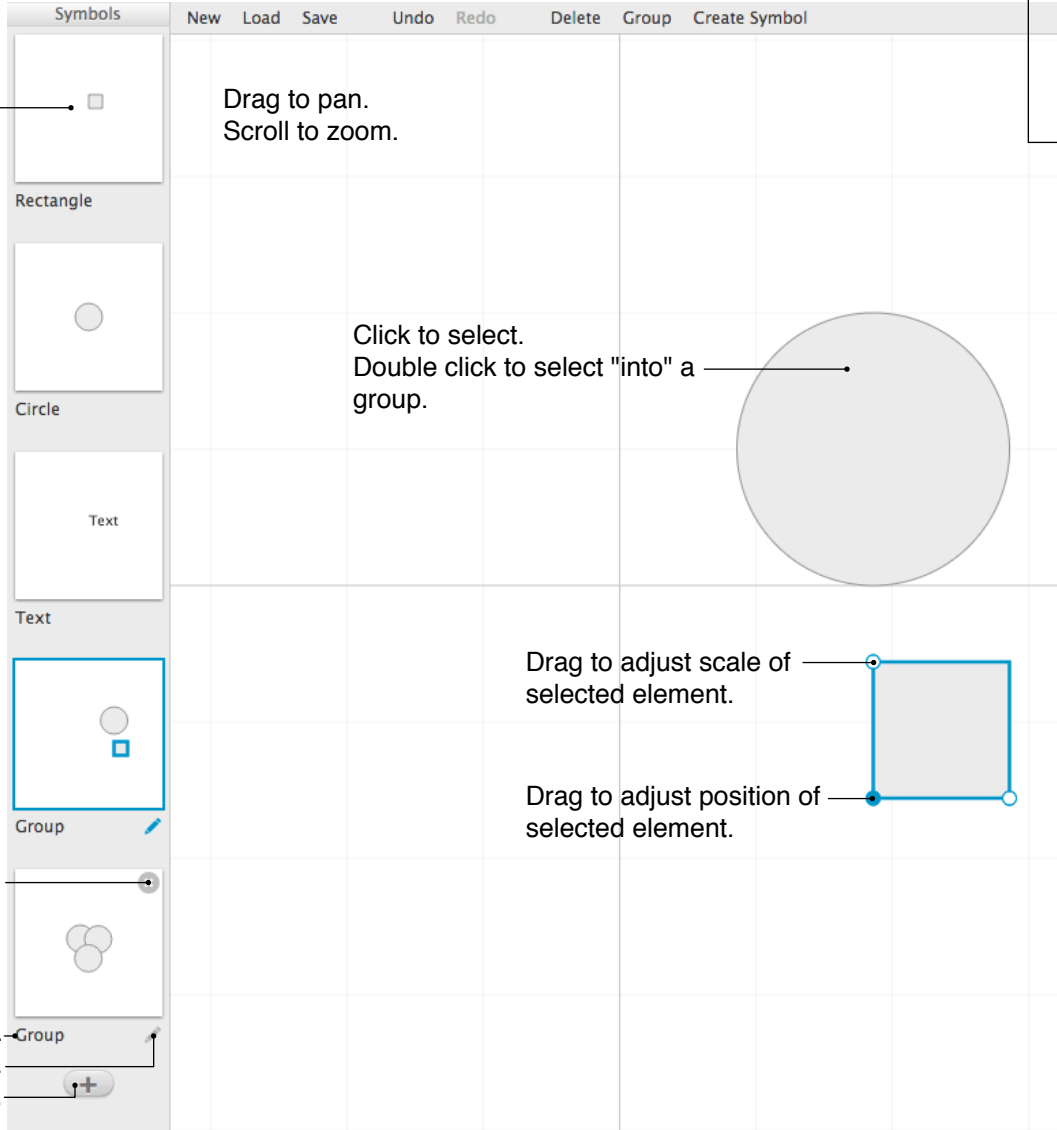 Symbols
New Load Save Undo Redo Delete Group Create Symbol
Drag to pan.
Scroll to zoom.
Rectangle
Click to select.
Double click to select "into" a
group.
Circle
Text
Text
Drag to adjust scale of
selected element.
Drag to adjust position of
selected element.
Group
Group